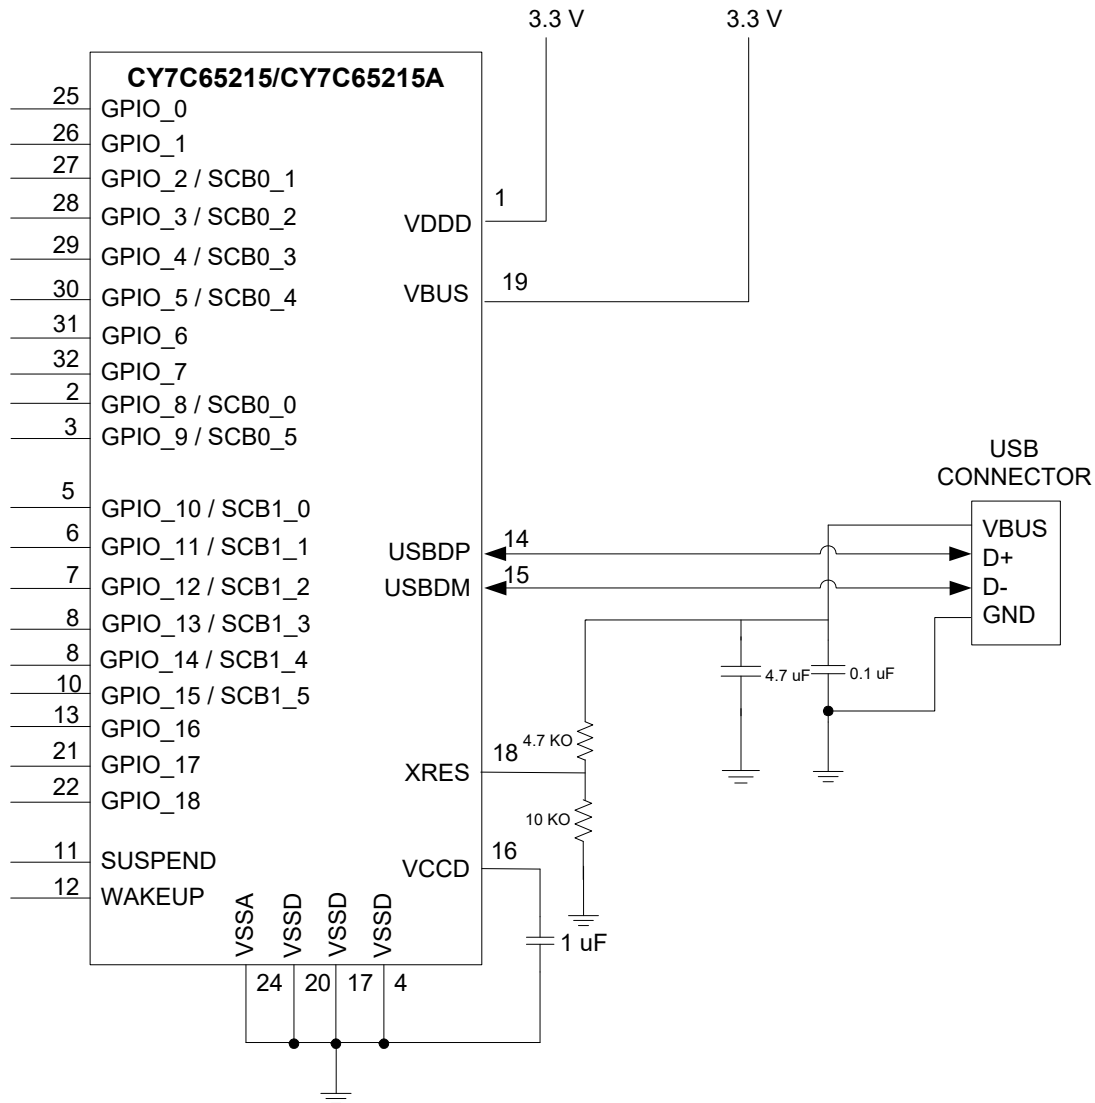 3.3 V
3.3 V
CY7C65215/CY7C65215A
25
GPIO_0
26
GPIO_1
27
GPIO_2 / SCB0_1
28
GPIO_3 / SCB0_2
29
GPIO_4 / SCB0_3
30
GPIO_5 / SCB0_4
31
GPIO_6
32
GPIO_7
2
GPIO_8 / SCB0_0
3
GPIO_9 / SCB0_5
5
GPIO_10 / SCB1_0
6
GPIO_11 / SCB1_1
7
GPIO_12 / SCB1_2
8
GPIO_13 / SCB1_3
8
GPIO_14 / SCB1_4
10
GPIO_15 / SCB1_5
13
GPIO_16
21
GPIO_17
22
GPIO_18
11
SUSPEND
12
WAKEUP
VDDD
1
VBUS
19
USBDP
14
USBDM
15
XRES
18
VCCD
16
VSSA
VSSD
VSSD
VSSD
24
20
17
4
4.7 KO
10 KO
1 uF
4.7 uF
0.1 uF
USB
CONNECTOR
VBUS
D+
D-
GND